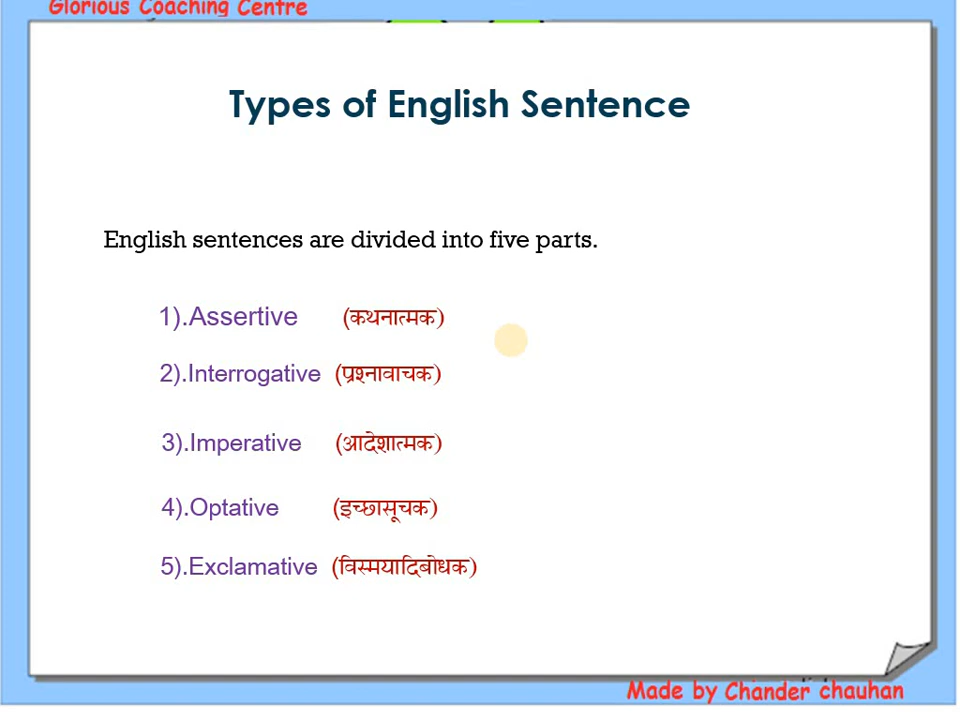 Glorious Coaching Centre
Types of English Sentence
English sentences are divided into five parts.
1).Assertive (कथनात्मक)
2).Interrogative (प्रश्नावाचक)
3).Imperative (आदेशात्मक)
4).Optative (इच्छासूचक)
5).Exclamative (विस्मयादिबोधक)
Made by Chander chauhan